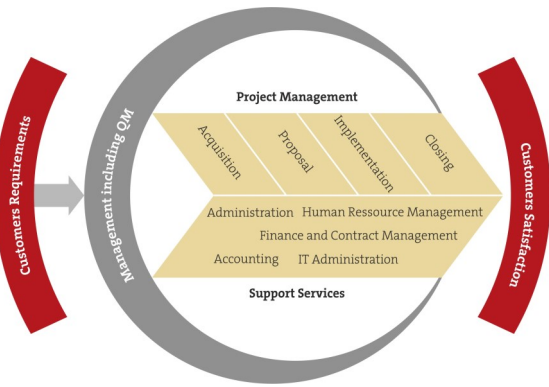 Customers Requirements
Management including QM
Project Management
Acquisition
Proposal
Implementation
Closing
Administration Human Ressource Management
Finance and Contract Management
Accounting IT Administration
Support Services
Customers Satisfaction